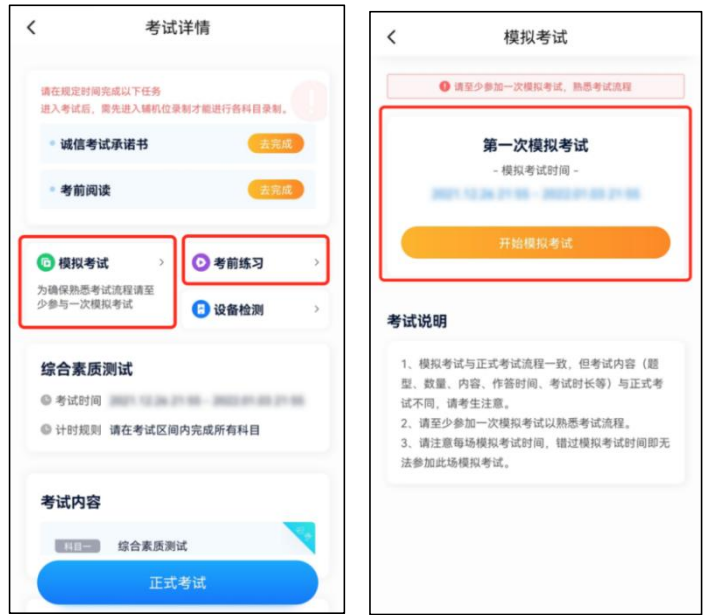 考试详情
请在规定时间完成以下任务
进入考试后，需先进入辅机位录制才能进行各科目录制。
诚信考试承诺书
去完成
考前阅读
去完成
模拟考试
为确保熟悉考试流程请至
少参与一次模拟考试
考前练习
设备检测
综合素质测试
考试时间
计时规则 请在考试区间内完成所有科目
考试内容
科目一 综合素质测试
正式考试
模拟考试
请至少参加一次模拟考试，熟悉考试流程
第一次模拟考试
- 模拟考试时间 -
开始模拟考试
考试说明
1、模拟考试与正式考试流程一致，但考试内容（题
型、数量、内容、作答时间、考试时长等）与正式考
试不同，请考生注意。
2、请至少参加一次模拟考试以熟悉考试流程。
3、请注意每场模拟考试时间，错过模拟考试时间即无
法参加此场模拟考试。